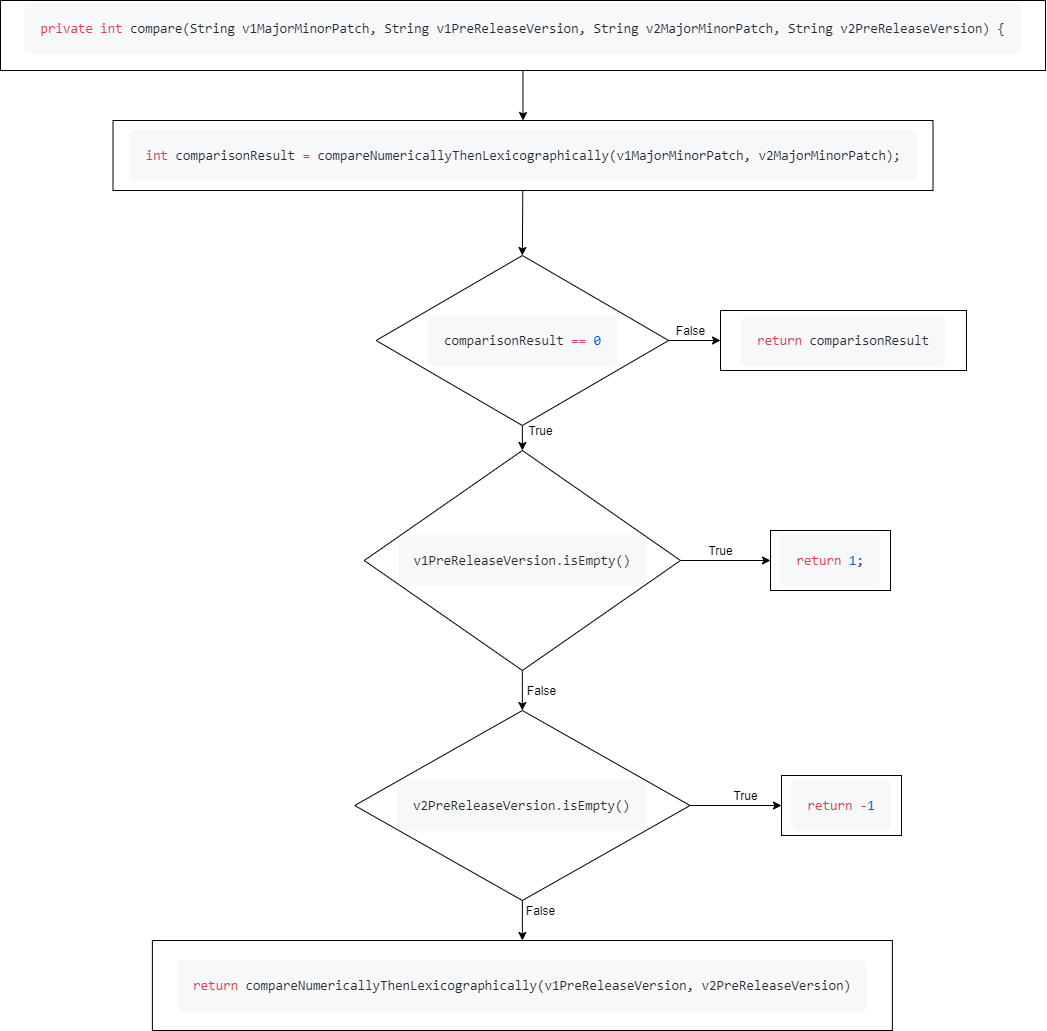 private int compare(String v1MajorMinorPatch, String v1PreReleaseVersion, String v2MajorMinorPatch, String v2PreReleaseVersion) {
int comparisonResult = compareNumericallyThenLexicographically(v1MajorMinorPatch, v2MajorMinorPatch);
comparisonResult == 0
False
return comparisonResult
True
v1PreReleaseVersion.isEmpty()
True
return 1;
False
v2PreReleaseVersion.isEmpty()
True
return -1
False
return compareNumericallyThenLexicographically(v1PreReleaseVersion, v2PreReleaseVersion)